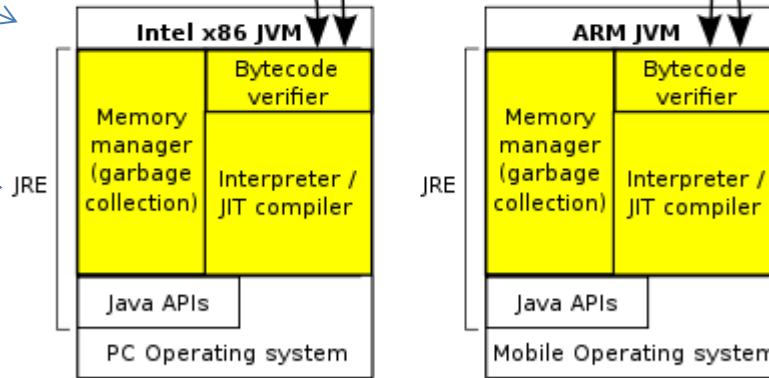 Intel x86 JVM
Bytecode
verifier
Memory
manager
(garbage
collection)
Interpreter /
JIT compiler
JRE
Java APIs
PC Operating system
ARM JVM
Bytecode
verifier
Memory
manager
(garbage
collection)
Interpreter /
JIT compiler
JRE
Java APIs
Mobile Operating system